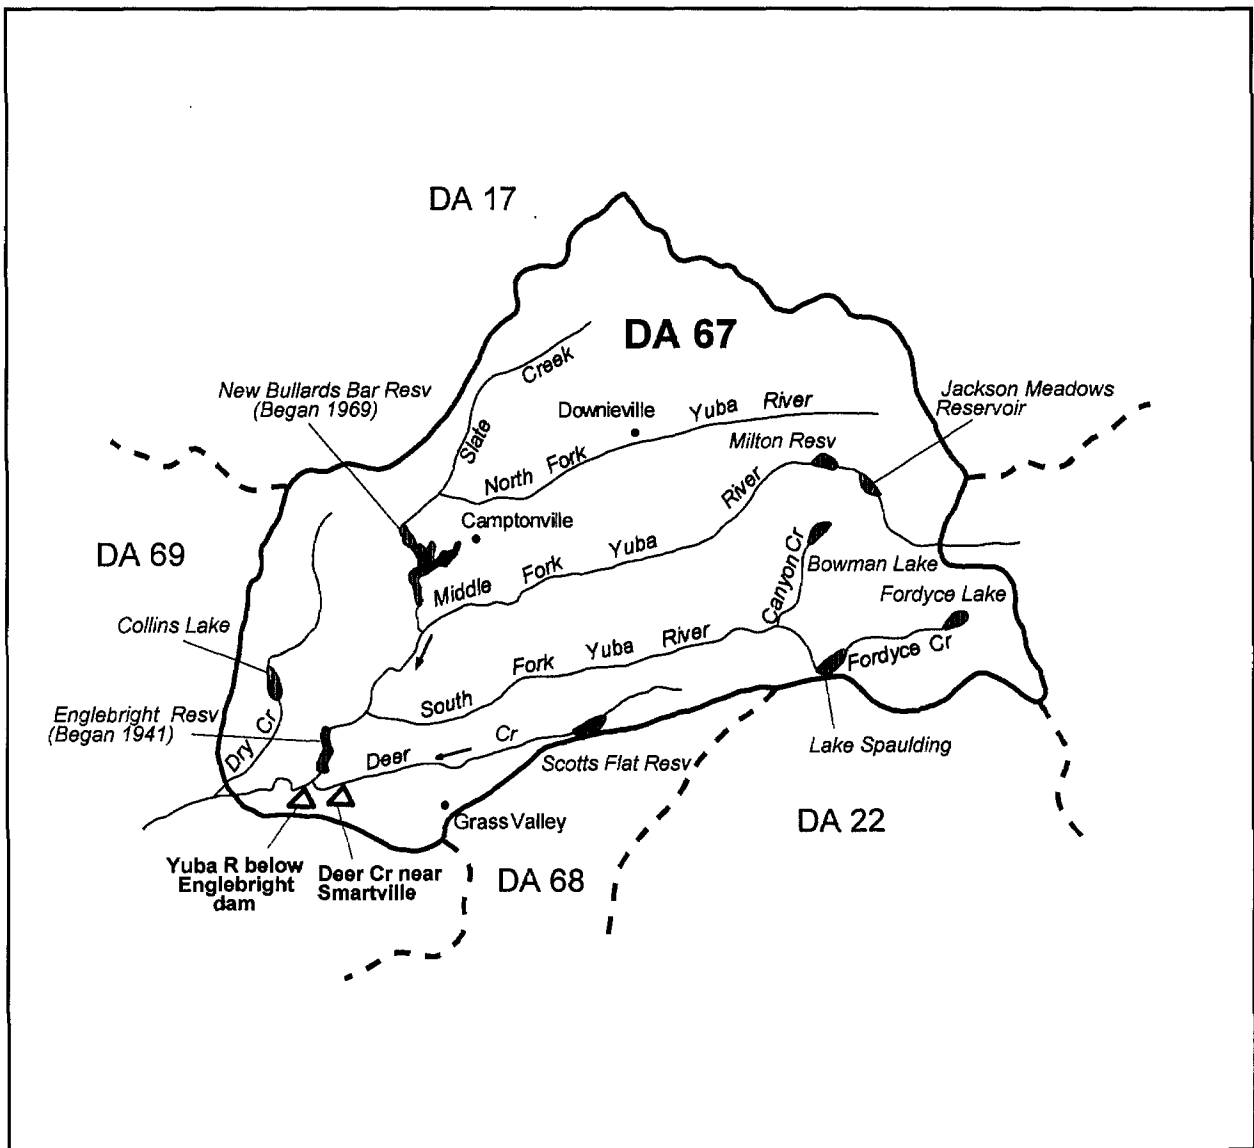 DA 17
DA 67
Slate Creek
New Bullards Bar Resv
(Began 1969)
Jackson Meadows
Reservoir
Downieville
North Fork Yuba River
Milton Resv
Camptonville
DA 69
Middle Fork Yuba River
Canyon Cr
Bowman Lake
Fordyce Lake
Collins Lake
South Fork Yuba River
Fordyce Cr
Englebright Resv
(Began 1941)
Dry Cr
Deer Cr
Scotts Flat Resv
Lake Spaulding
Grass Valley
DA 22
Yuba R below
Englebright
dam
Deer Cr near
Smartville
DA 68